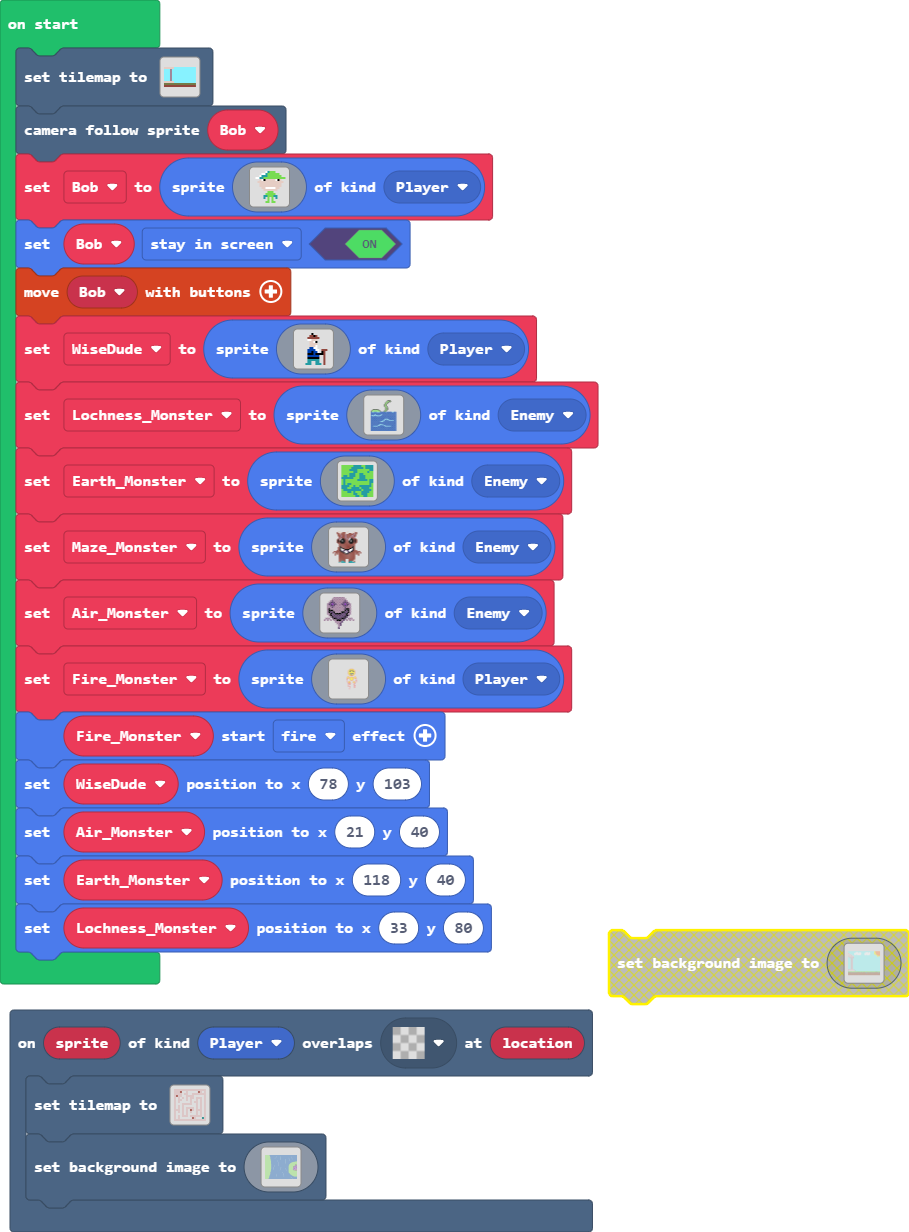 on start
set tilemap to
camera follow sprite Bob
set Bob to sprite of kind Player
set Bob stay in screen ON
move Bob with buttons
set WiseDude to sprite of kind Player
set Lochness_Monster to sprite of kind Enemy
set Earth_Monster to sprite of kind Enemy
set Maze_Monster to sprite of kind Enemy
set Air_Monster to sprite of kind Enemy
set Fire_Monster to sprite of kind Player
Fire_Monster start fire effect
set WiseDude position to x 78 y 103
set Air_Monster position to x 21 y 40
set Earth_Monster position to x 118 y 40
set Lochness_Monster position to x 33 y 80
set background image to
on sprite of kind Player overlaps at location
set tilemap to
set background image to